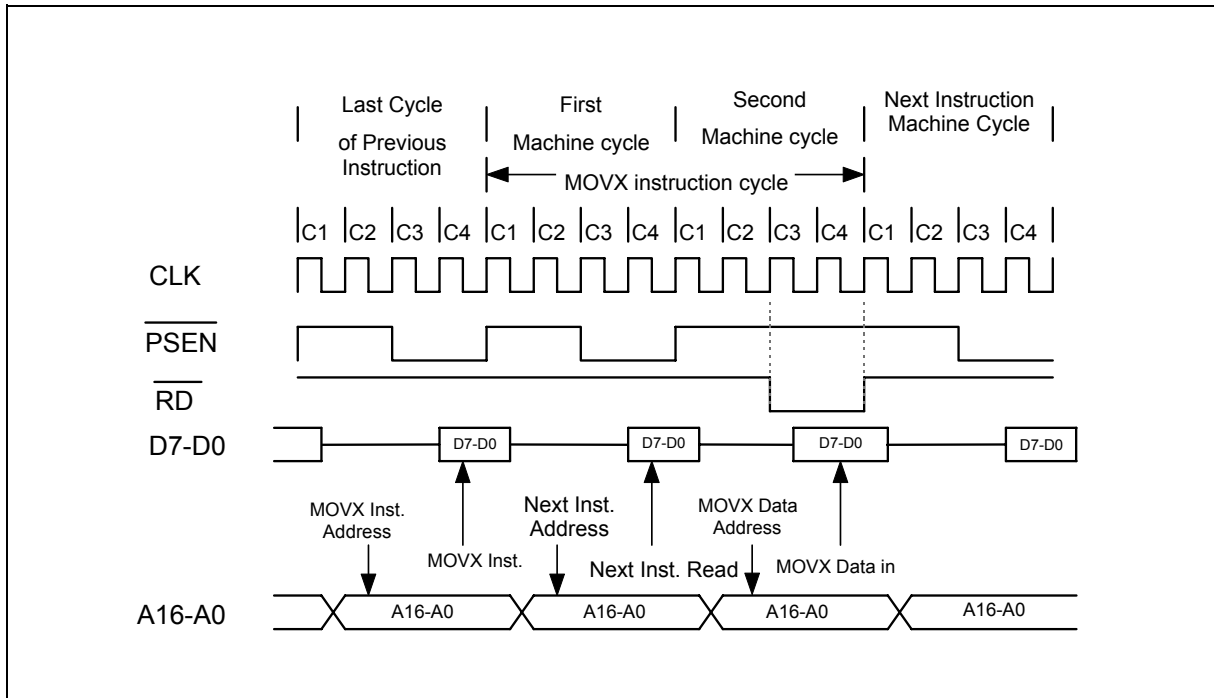 Last Cycle
of Previous
Instruction
First
Machine cycle
Second
Machine cycle
Next Instruction
Machine Cycle
MOVX instruction cycle
C1 C2 C3 C4 C1 C2 C3 C4 C1 C2 C3 C4 C1 C2 C3 C4
CLK
PSEN
RD
D7-D0
D7-D0 D7-D0 D7-D0 D7-D0
MOVX Inst.
Address
MOVX Inst.
Next Inst.
Address
Next Inst. Read
MOVX Data
Address
MOVX Data in
A16-A0
A16-A0 A16-A0 A16-A0 A16-A0